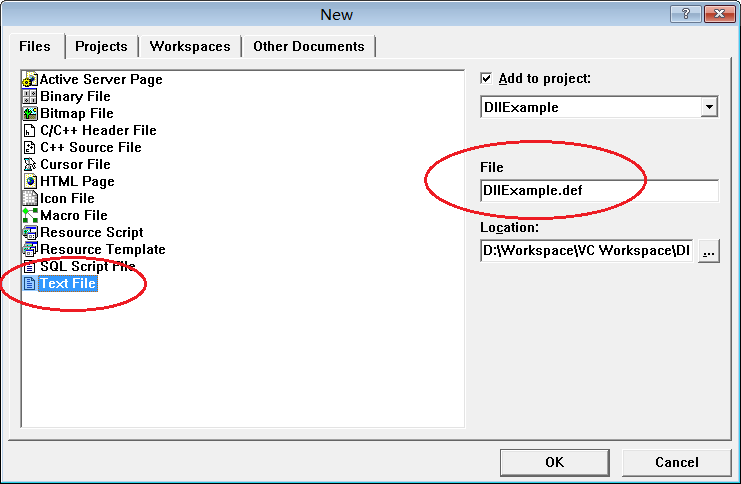 New
?
Files Projects Workspaces Other Documents
Active Server Page
Binary File
Bitmap File
C/C++ Header File
C++ Source File
Cursor File
HTML Page
Icon File
Macro File
Resource Script
Resource Template
SQL Script File
Text File
Add to project:
DllExample
File
DllExample.def
Location:
D:\Workspace\VC Workspace\Dl
...
OK Cancel